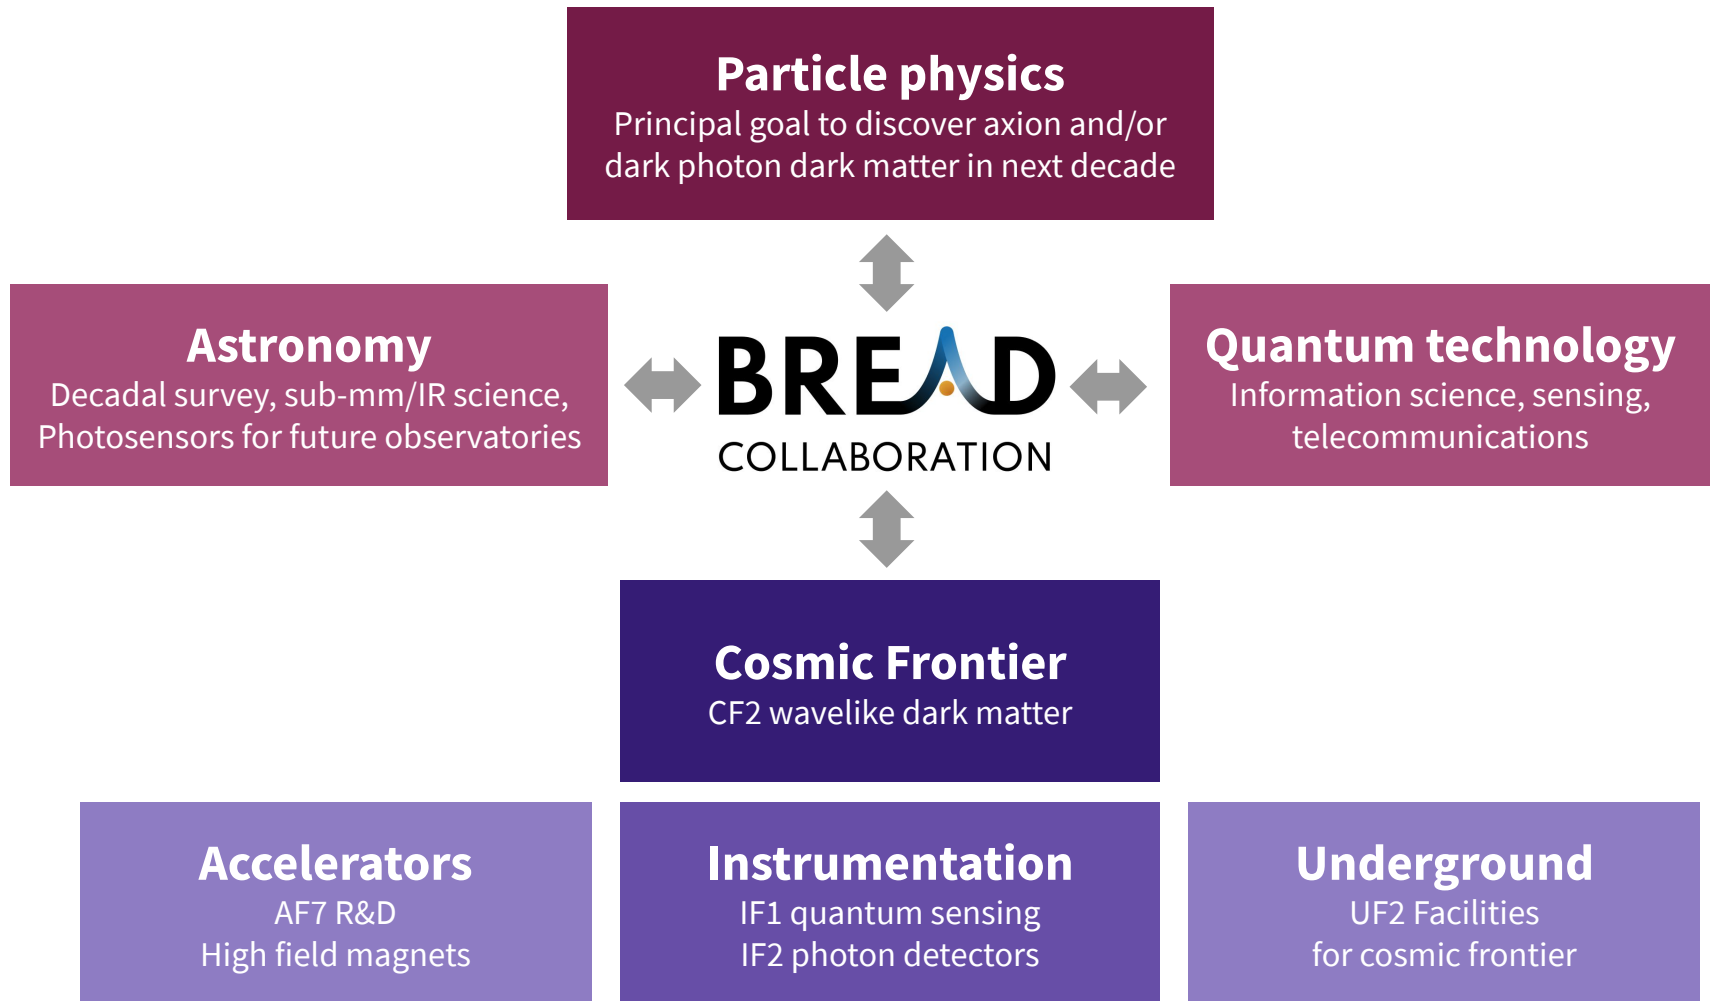 Particle physics
Principal goal to discover axion and/or
dark photon dark matter in next decade
Astronomy
Decadal survey, sub-mm/IR science,
Photosensors for future observatories
BREAD
COLLABORATION
Quantum technology
Information science, sensing,
telecommunications
Cosmic Frontier
CF2 wavelike dark matter
Accelerators
AF7 R&D
High field magnets
Instrumentation
IF1 quantum sensing
IF2 photon detectors
Underground
UF2 Facilities
for cosmic frontier